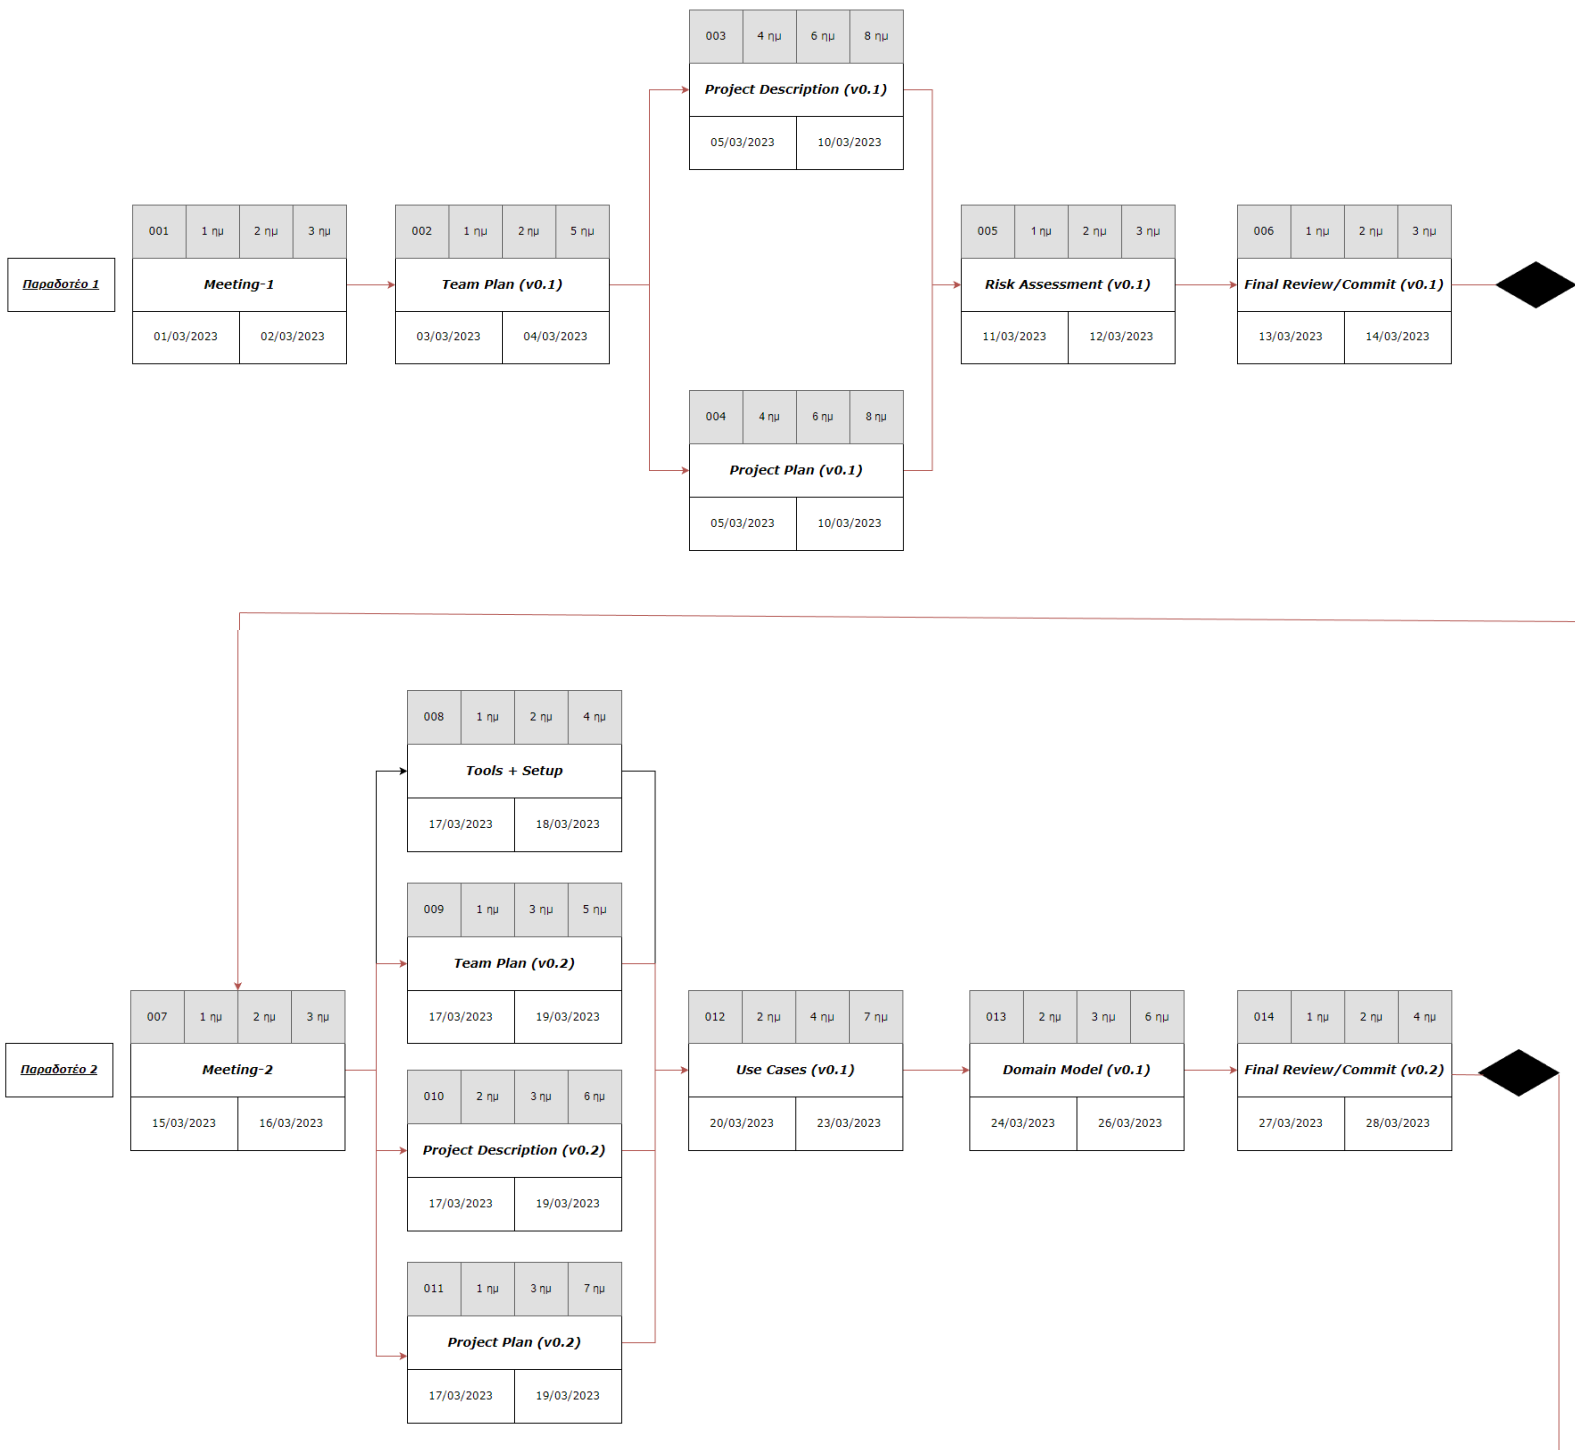 003 4 ημ 6 ημ 8 ημ
Project Description (v0.1)
05/03/2023 10/03/2023
Παραδοτέο 1
001 1 ημ 2 ημ 3 ημ
Meeting-1
01/03/2023 02/03/2023
002 1 ημ 2 ημ 5 ημ
Team Plan (v0.1)
03/03/2023 04/03/2023
005 1 ημ 2 ημ 3 ημ
Risk Assessment (v0.1)
11/03/2023 12/03/2023
006 1 ημ 2 ημ 3 ημ
Final Review/Commit (v0.1)
13/03/2023 14/03/2023
004 4 ημ 6 ημ 8 ημ
Project Plan (v0.1)
05/03/2023 10/03/2023
Παραδοτέο 2
007 1 ημ 2 ημ 3 ημ
Meeting-2
15/03/2023 16/03/2023
008 1 ημ 2 ημ 4 ημ
Tools + Setup
17/03/2023 18/03/2023
009 1 ημ 3 ημ 5 ημ
Team Plan (v0.2)
17/03/2023 19/03/2023
010 2 ημ 3 ημ 6 ημ
Project Description (v0.2)
17/03/2023 19/03/2023
011 1 ημ 3 ημ 7 ημ
Project Plan (v0.2)
17/03/2023 19/03/2023
012 2 ημ 4 ημ 7 ημ
Use Cases (v0.1)
20/03/2023 23/03/2023
013 2 ημ 3 ημ 6 ημ
Domain Model (v0.1)
24/03/2023 26/03/2023
014 1 ημ 2 ημ 4 ημ
Final Review/Commit (v0.2)
27/03/2023 28/03/2023